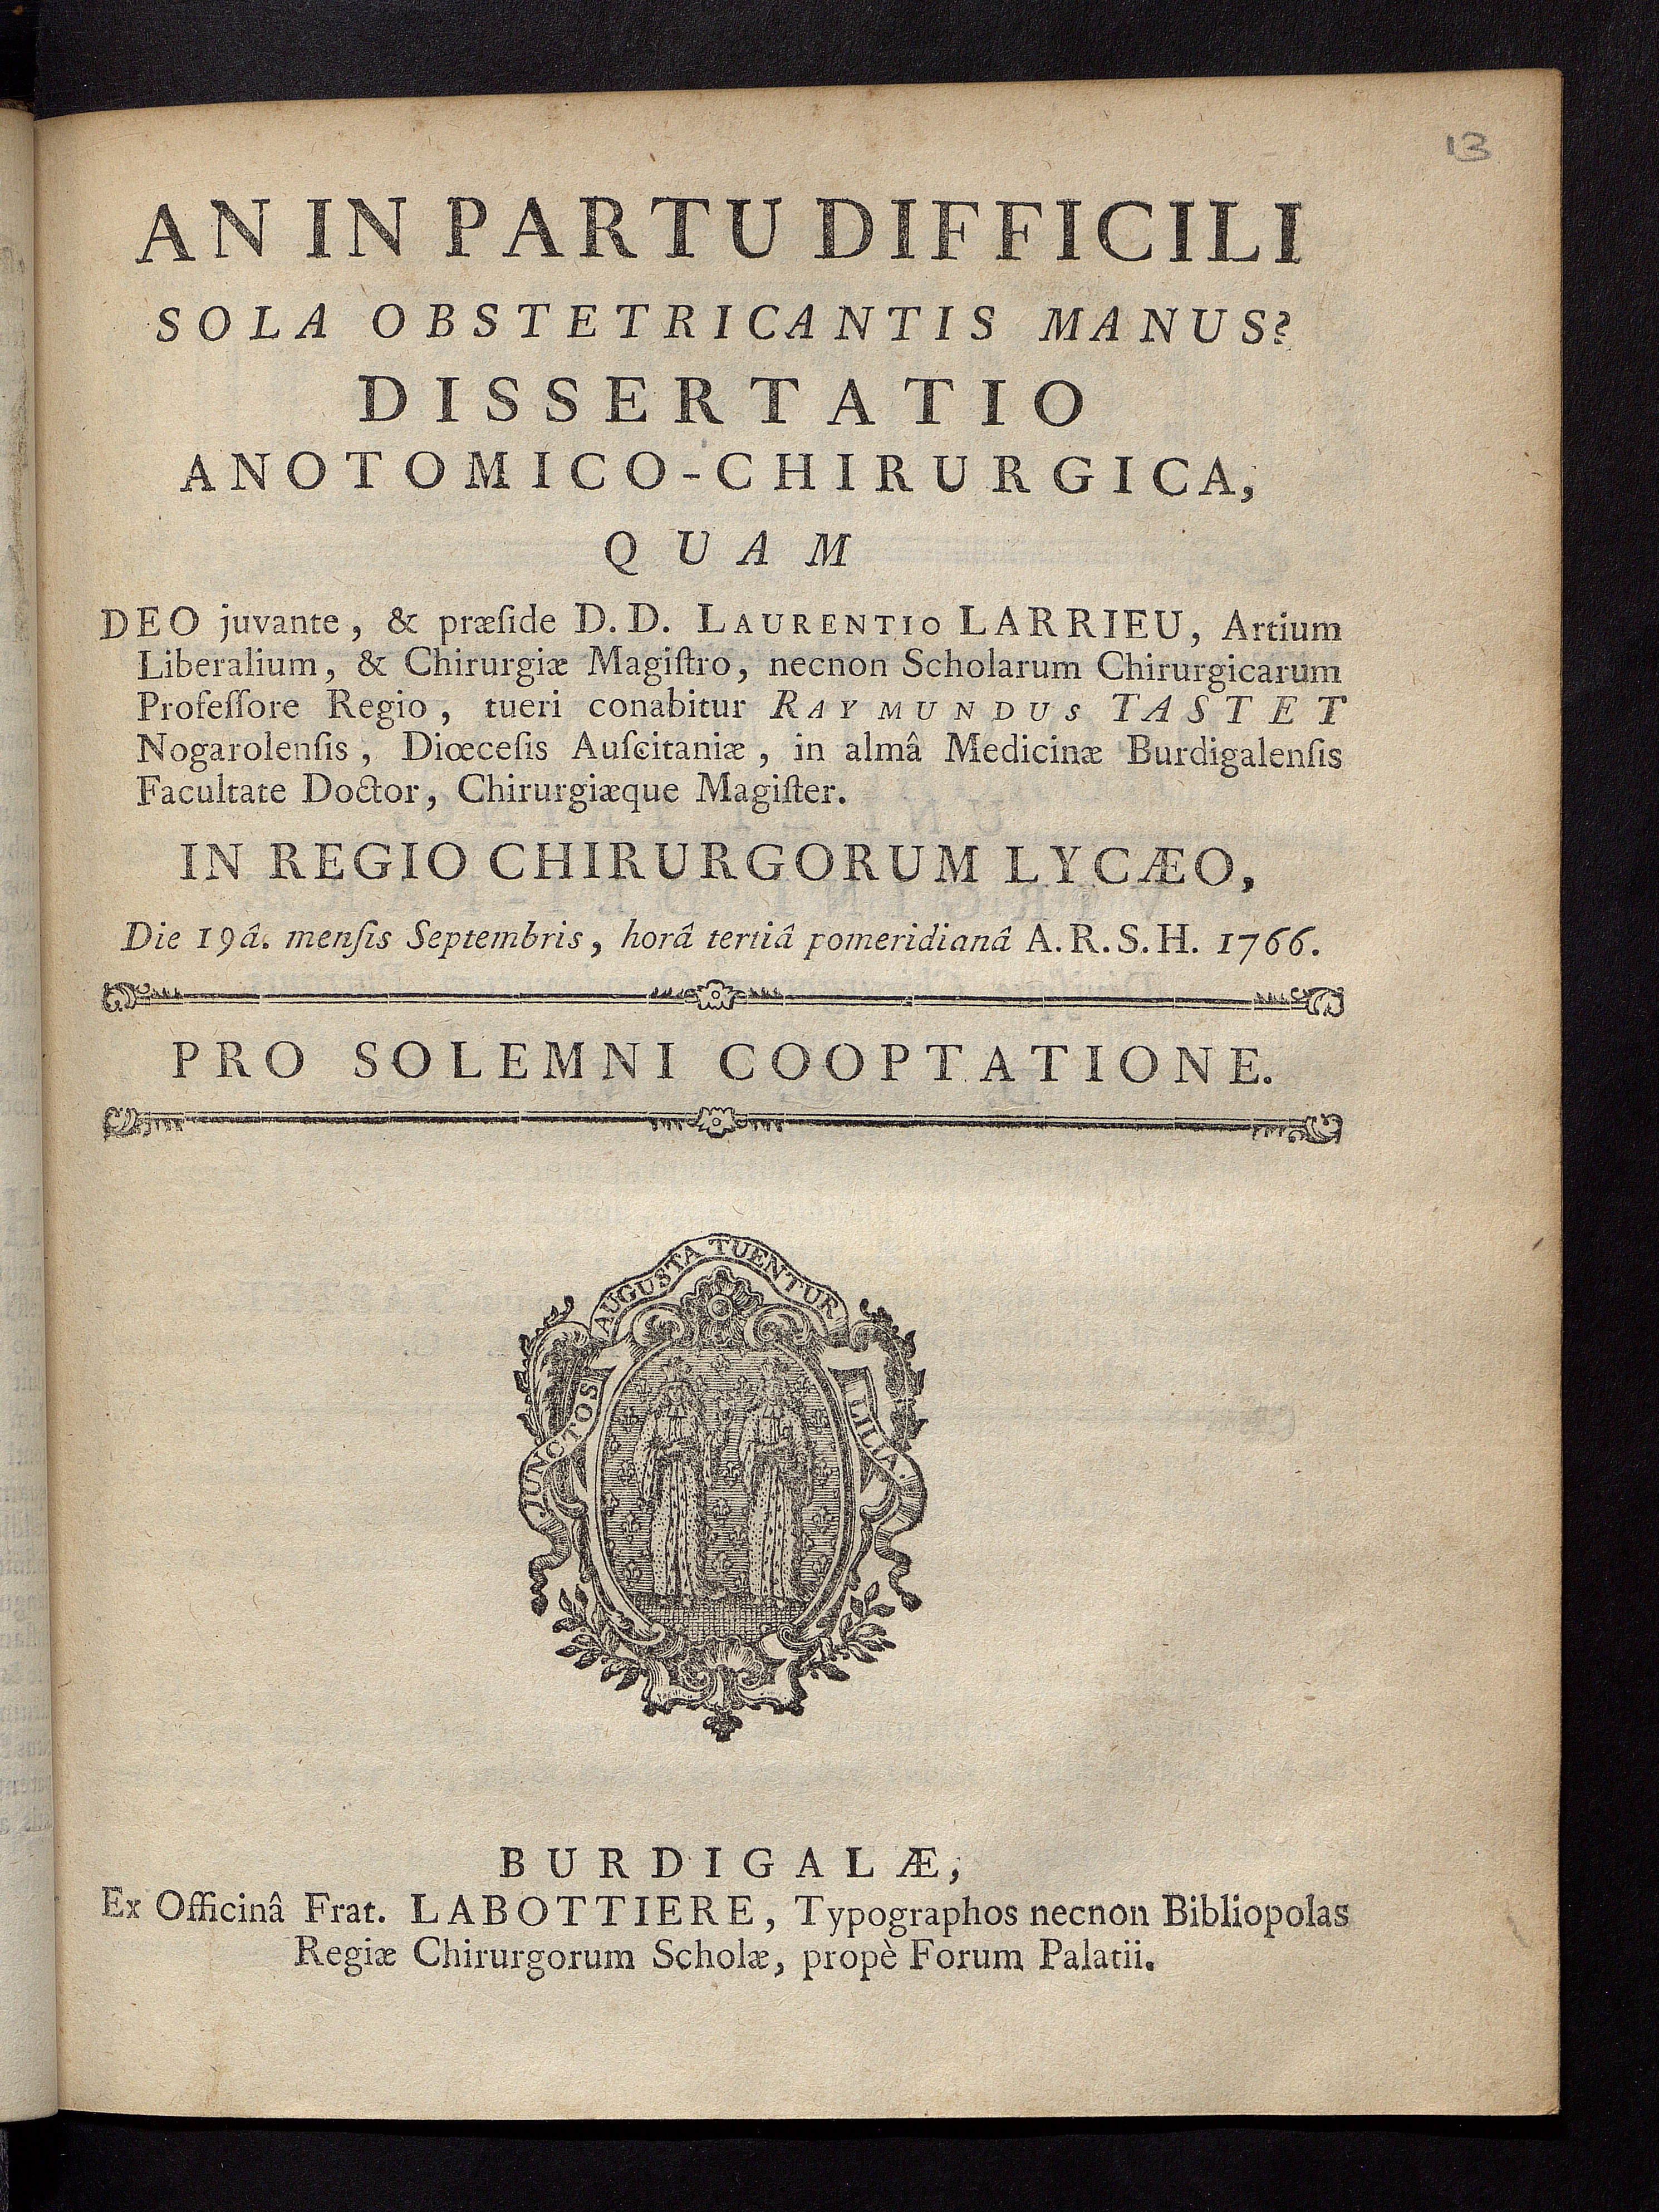 13
AN IN PARTU DIFFICILI
SOLA OBSTETRICANTIS MANUS?
DISSERTATIO
ANOTOMICO-CHIRURGICA,
QUAM
DEO juvante, & præſide D. D. LAURENTIO LARRIEU, Artium
Liberalium, & Chirurgiæ Magiſtro, necnon Scholarum Chirurgicarum
Profeſſore Regio, tueri conabitur RAYMUNDUS TASTET
Nogarolenſis, Diœceſis Auſcitaniæ, in almâ Medicinæ Burdigalenſis
Facultate Doctor, Chirurgiæque Magiſter.
IN REGIO CHIRURGORUM LYCÆO,
Die 19â. menſis Septembris, horâ tertiâ pomeridianâ A. R. S. H. 1766.
PRO SOLEMNI COOPTATIONE.
JUNCTOS AUGUSTA TUENTUR LILIA.
BURDIGALÆ,
Ex Officinâ Frat. LABOTTIERE, Typographos necnon Bibliopolas
Regiæ Chirurgorum Scholæ, propè Forum Palatii.